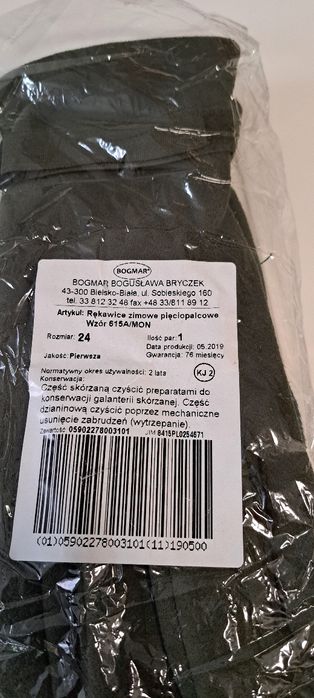 BOGMAR®
BOGMAR BOGUSŁAWA BRYCZEK
43-300 Bielsko-Biała, ul. Sobieskiego 160
tel. 33 812 32 48 fax +48 33/811 89 12
Artykuł: Rękawice zimowe pięciopalcowe
Wzór 615A/MON
Rozmiar: 24 Ilość par: 1
Data produkcji: 05.2019
Jakość: Pierwsza Gwarancja: 76 miesięcy
Normatywny okres używalności: 2 lata
Konserwacja: KJ 2
Część skórzaną czyścić preparatami do
konserwacji galanterii skórzanej. Część
dzianinową czyścić poprzez mechaniczne
usunięcie zabrudzeń (wytrzepanie).
Zawartość: 05902278003101 JIM 8415PL0254671
(01)05902278003101(11)190500